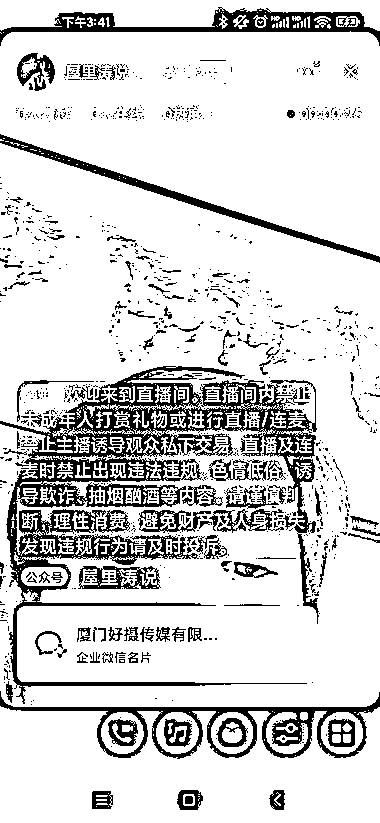 下午3:41
屋里涛说
欢迎来到直播间。直播间内禁止
未成年人打赏礼物或进行直播/连麦,
禁止主播诱导观众私下交易。直播及连
麦时禁止出现违法违规、色情低俗、诱
导欺诈、抽烟酗酒等内容。请谨慎判
断、理性消费、避免财产及人身损失,
发现违规行为请及时投诉。
公众号 屋里涛说
厦门好摄传媒有限...
企业微信名片